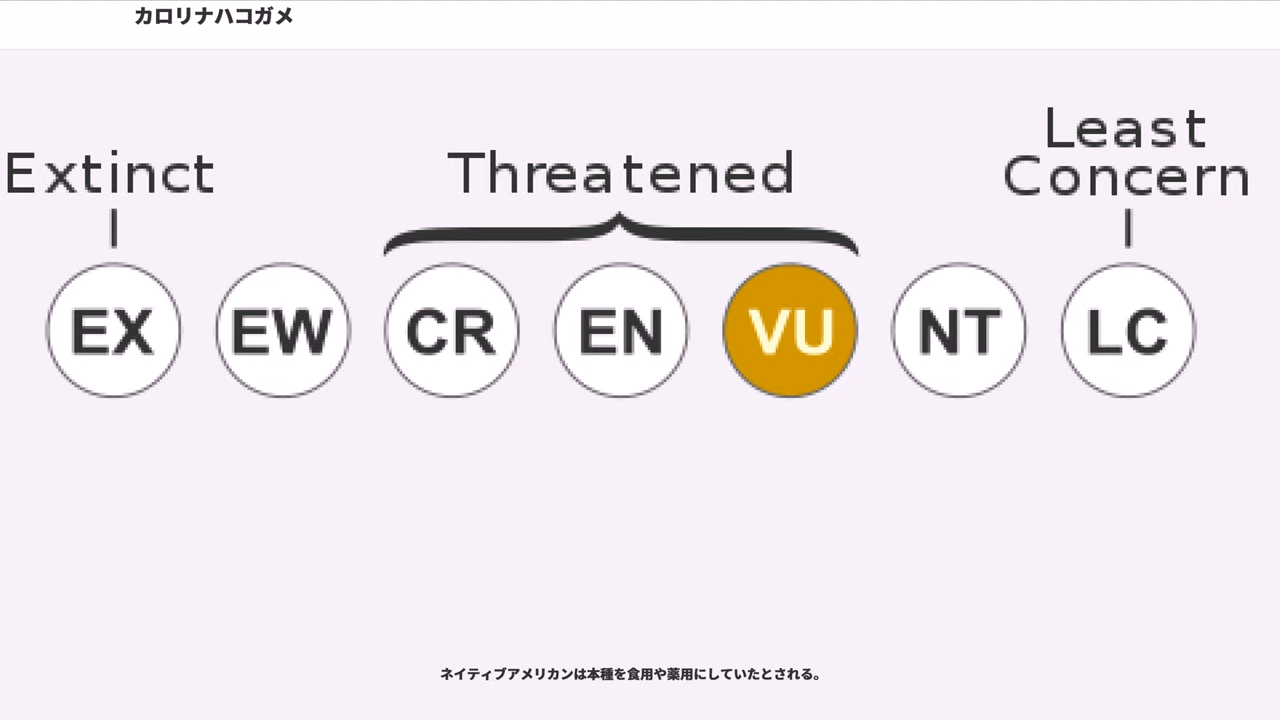 カロリナハコガメ
Extinct
Threatened
Least
Concern
EX EW CR EN VU NT LC
ネイティブアメリカンは本種を食用や薬用にしていたとされる。